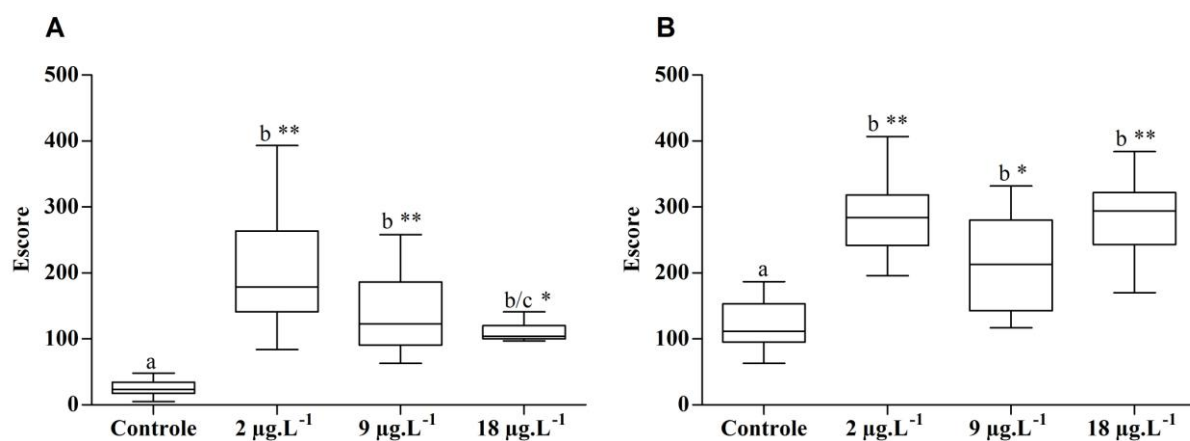 A
Escore
500
400
300
200
100
0
a
b **
b **
b/c *
Controle 2 µg.L⁻¹ 9 µg.L⁻¹ 18 µg.L⁻¹
B
Escore
500
400
300
200
100
0
a
b **
b *
b **
Controle 2 µg.L⁻¹ 9 µg.L⁻¹ 18 µg.L⁻¹